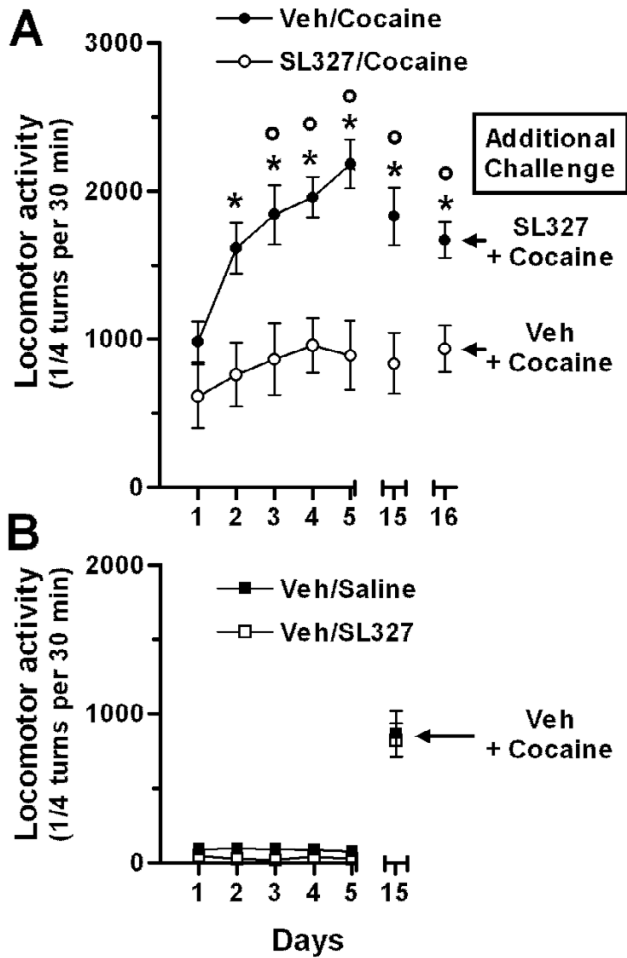 A
Veh/Cocaine
SL327/Cocaine
Locomotor activity
(1/4 turns per 30 min)
3000
2000
1000
0
* * * * * *
Additional
Challenge
SL327
+ Cocaine
Veh
+ Cocaine
1 2 3 4 5 15 16
B
Veh/Saline
Veh/SL327
Locomotor activity
(1/4 turns per 30 min)
2000
1000
0
Veh
+ Cocaine
1 2 3 4 5 15
Days